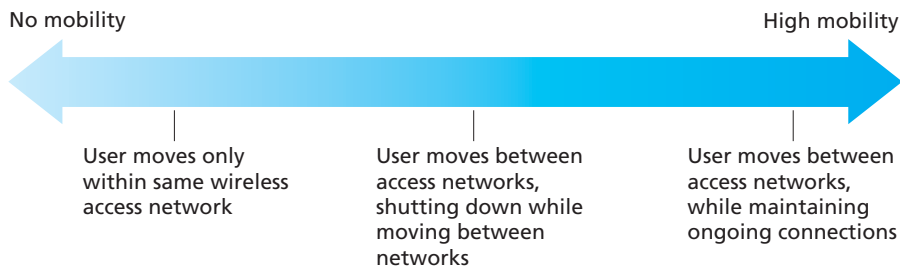 No mobility
High mobility
User moves only
within same wireless
access network
User moves between
access networks,
shutting down while
moving between
networks
User moves between
access networks,
while maintaining
ongoing connections